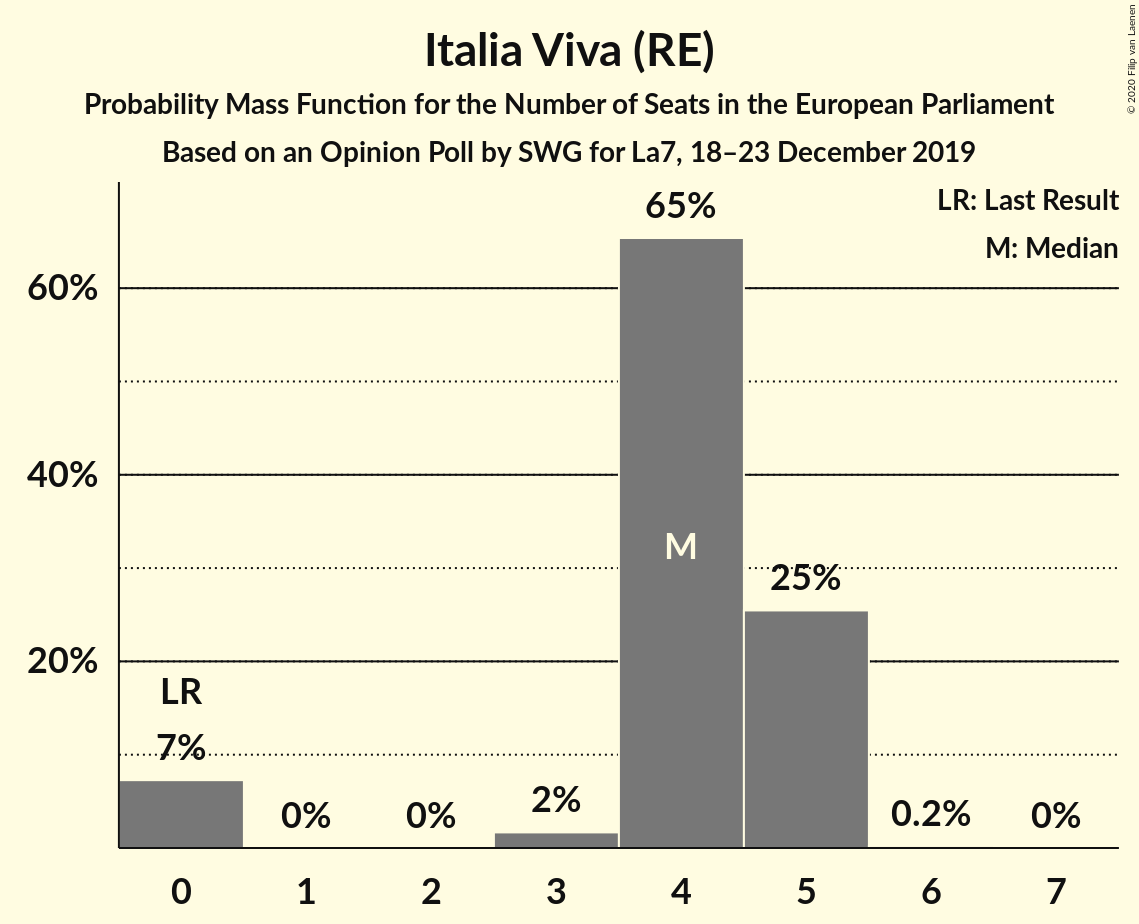 Italia Viva (RE)
Probability Mass Function for the Number of Seats in the European Parliament
Based on an Opinion Poll by SWG for La7, 18–23 December 2019
© 2020 Filip van Laenen
LR: Last Result
M: Median
65%
60%
40%
M
25%
20%
LR
7%
0%
0%
2%
0.2%
0%
0 1 2 3 4 5 6 7